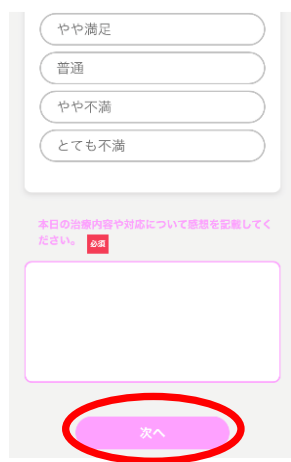 やや満足
普通
やや不満
とても不満
本日の治療内容や対応について感想を記載してく
ださい。 必須
次へ